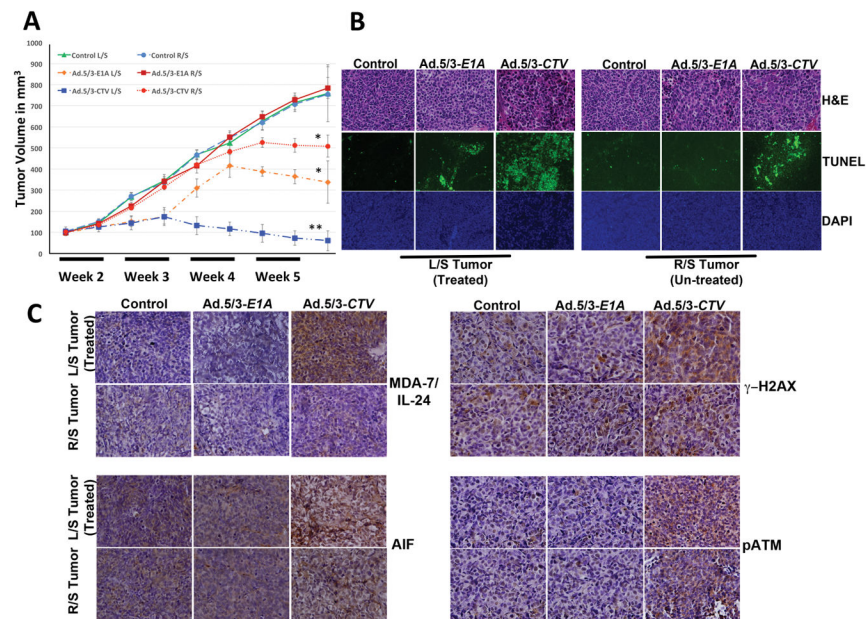 A
Tumor Volume in mm³
1000
900
800
700
600
500
400
300
200
100
0
Control L/S
Control R/S
Ad.5/3-E1A L/S
Ad.5/3-E1A R/S
Ad.5/3-CTV L/S
Ad.5/3-CTV R/S
*
*
**
Week 2
Week 3
Week 4
Week 5
B
Control Ad.5/3-E1A Ad.5/3-CTV
Control Ad.5/3-E1A Ad.5/3-CTV
H&E
TUNEL
DAPI
L/S Tumor
(Treated)
R/S Tumor
(Un-treated)
C
Control Ad.5/3-E1A Ad.5/3-CTV
L/S Tumor
(Treated)
R/S Tumor
MDA-7/
IL-24
L/S Tumor
(Treated)
R/S Tumor
AIF
Control Ad.5/3-E1A Ad.5/3-CTV
γ–H2AX
pATM